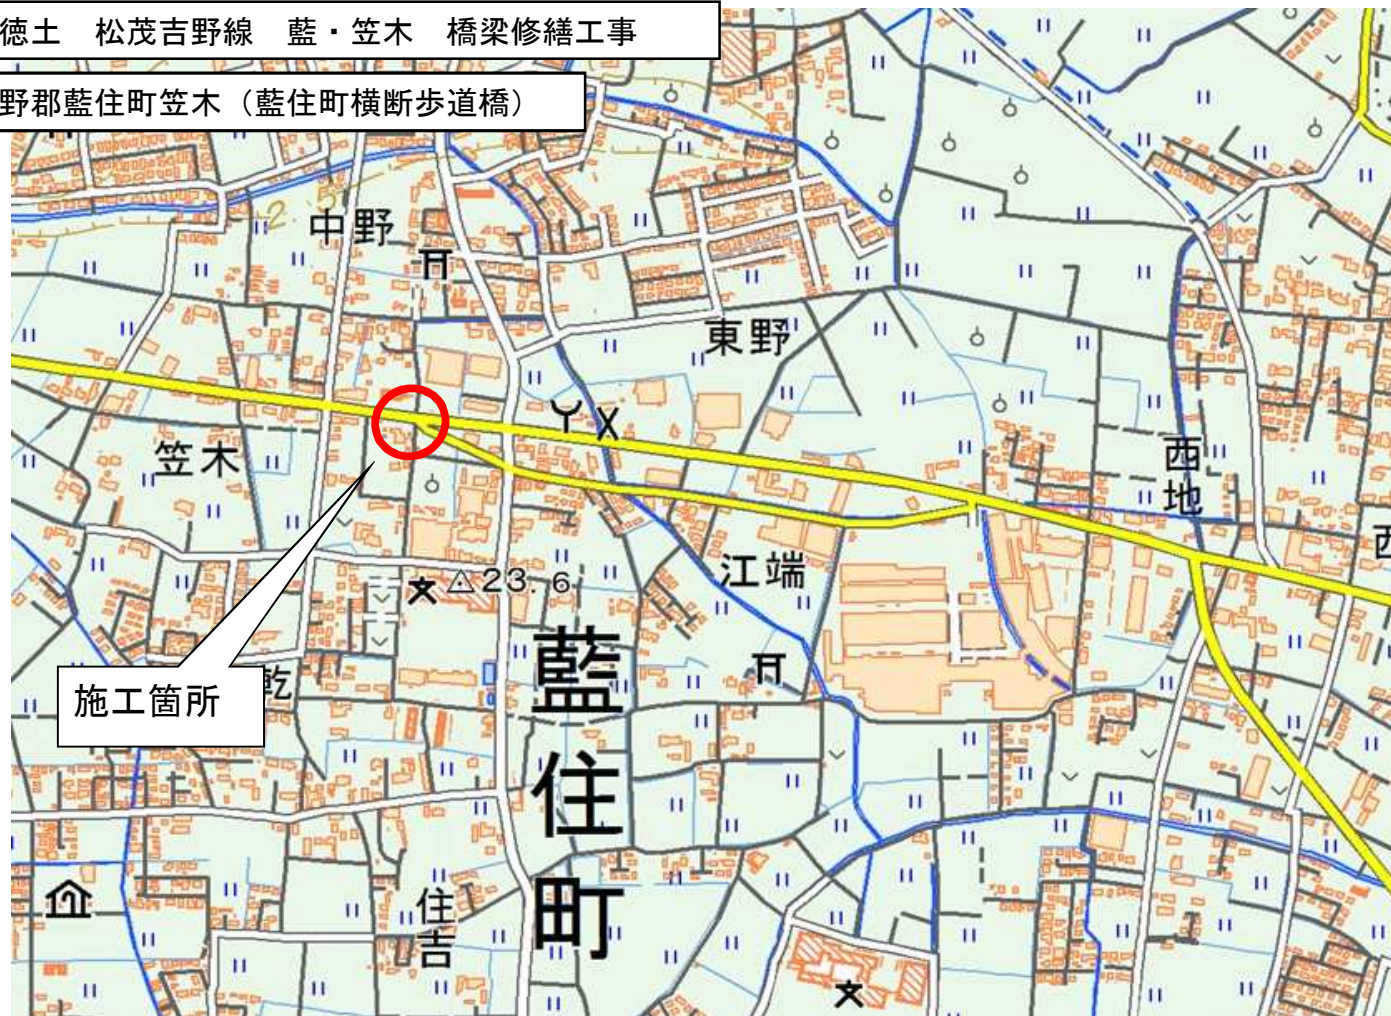 徳土　松茂吉野線　藍・笠木　橋梁修繕工事
野郡藍住町笠木（藍住町横断歩道橋）
中野
東野
笠木
西地
西
江端
23.6
乾
施工箇所
藍住町
住吉